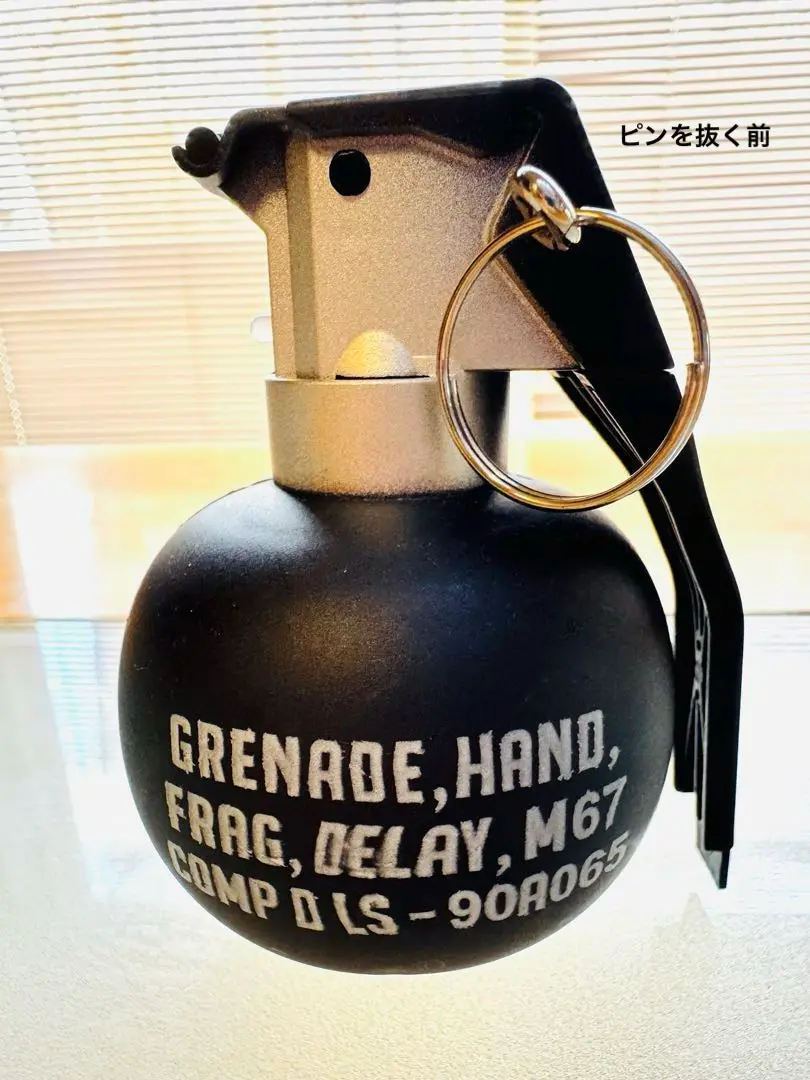 ピンを抜く前
GRENADE, HAND,
FRAG, DELAY, M67
COMP D LS - 90A065